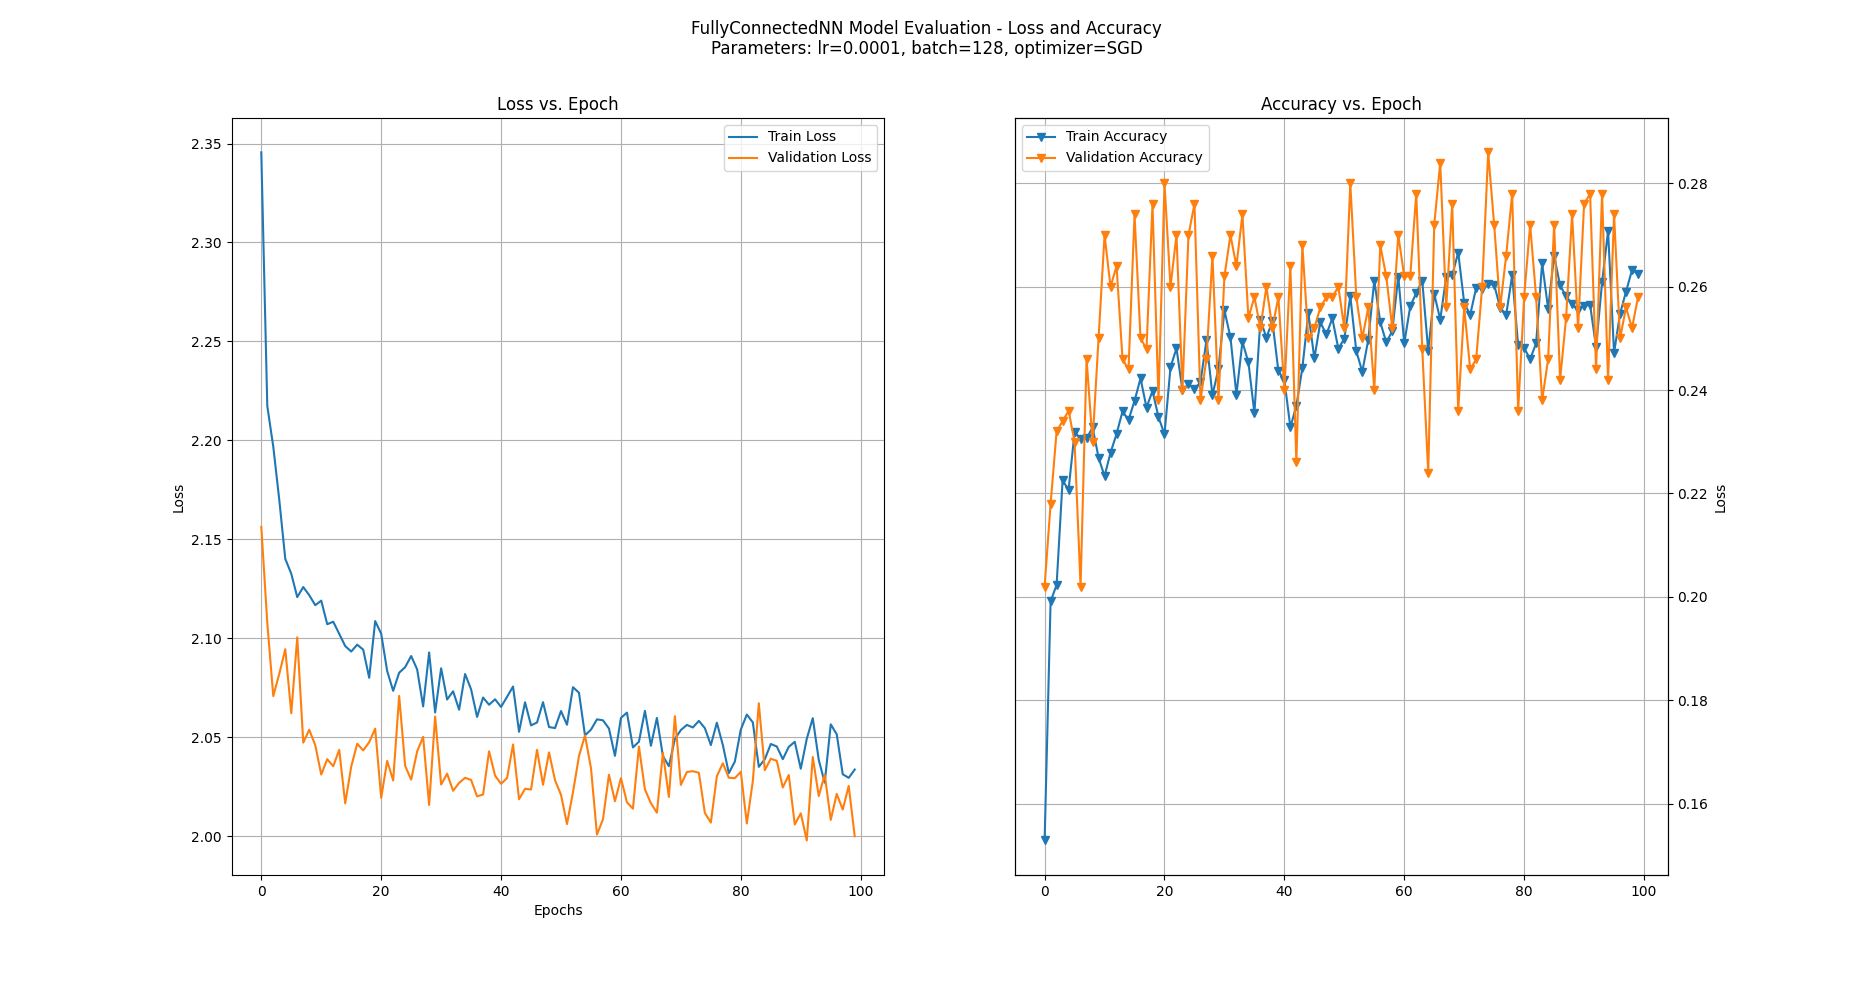 FullyConnectedNN Model Evaluation - Loss and Accuracy
Parameters: lr=0.0001, batch=128, optimizer=SGD
Loss vs. Epoch
Train Loss
Validation Loss
2.35
2.30
2.25
2.20
2.15
2.10
2.05
2.00
Loss
0
20
40
60
80
100
Epochs
Accuracy vs. Epoch
Train Accuracy
Validation Accuracy
0.28
0.26
0.24
0.22
0.20
0.18
0.16
Loss
0
20
40
60
80
100